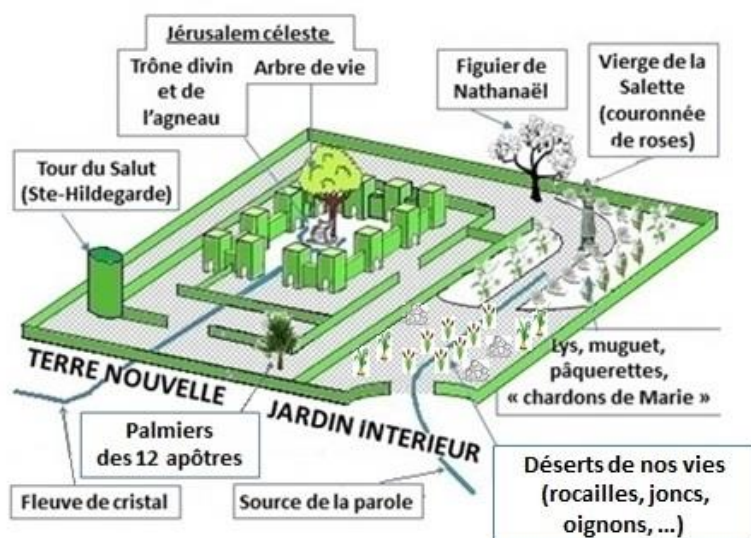 Jérusalem céleste
Trône divin
et de
l'agneau
Arbre de vie
Figuier de
Nathanaël
Vierge de la
Salette
(couronnée
de roses)
Tour du Salut
(Ste-Hildegarde)
TERRE NOUVELLE
JARDIN INTERIEUR
Lys, muguet,
pâquerettes,
« chardons de Marie »
Palmiers
des 12 apôtres
Fleuve de cristal
Source de la parole
Déserts de nos vies
(rocailles, joncs,
oignons, ...)